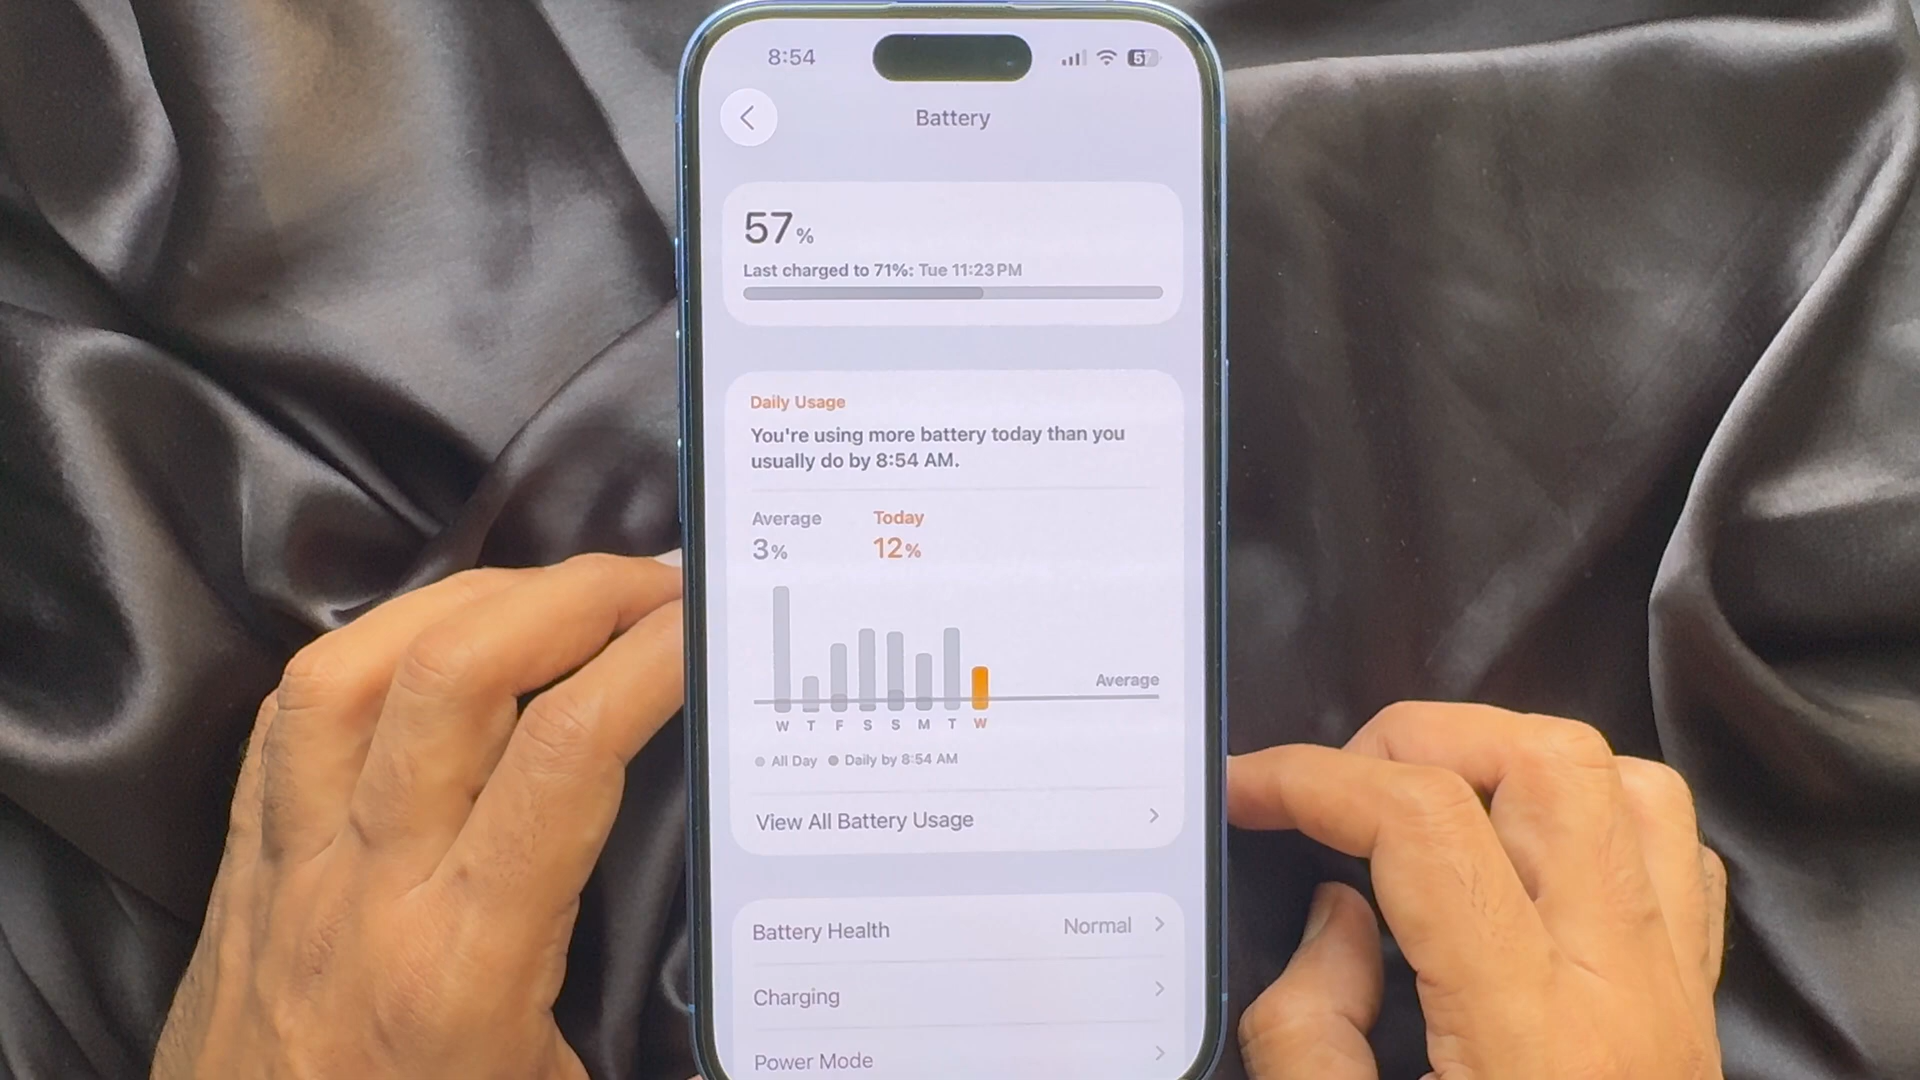 8:54
57
Battery
57%
Last charged to 71%: Tue 11:23 PM
Daily Usage
You're using more battery today than you
usually do by 8:54 AM.
Average Today
3% 12%
Average
W T F S S M T W
All Day Daily by 8:54 AM
View All Battery Usage
Battery Health Normal
Charging
Power Mode